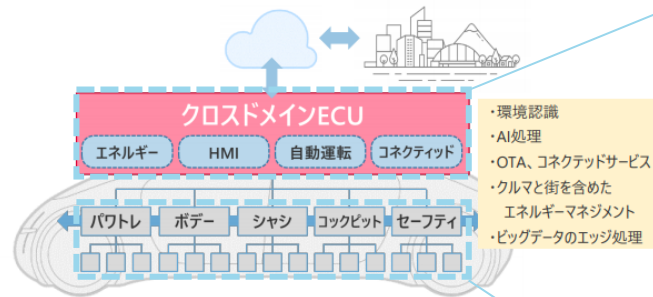 クロスドメインECU
エネルギー
HMI
自動運転
コネクティッド
パワトレ
ボデー
シャシ
コックピット
セーフティ
・環境認識
・AI処理
・OTA、コネクテッドサービス
・クルマと街を含めた
エネルギーマネジメント
・ビッグデータのエッジ処理